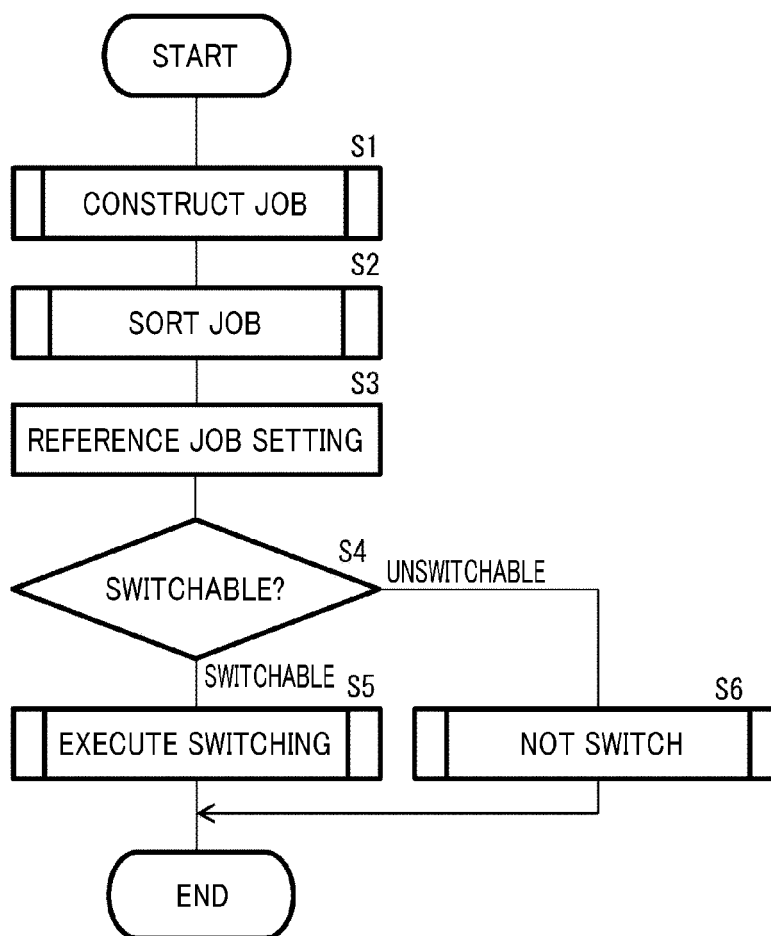 START
S1
CONSTRUCT JOB
S2
SORT JOB
S3
REFERENCE JOB SETTING
S4
SWITCHABLE?
UNSWITCHABLE
SWITCHABLE
S5
EXECUTE SWITCHING
S6
NOT SWITCH
END